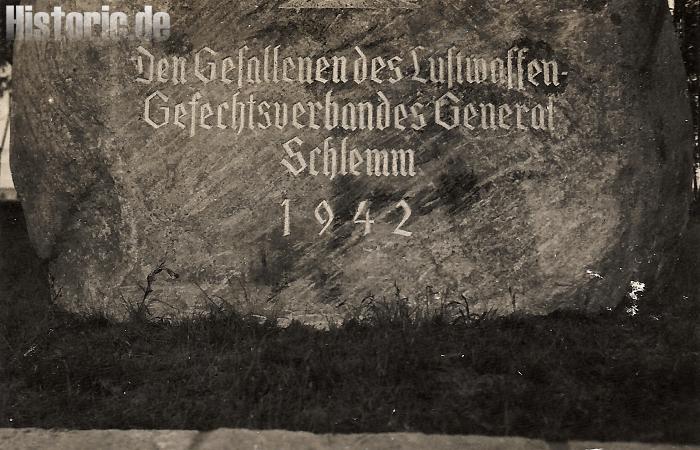 Historic.de
Den Gefallenen des Luftwaffen-
Gefechtsverbandes General
Schlemm
1942